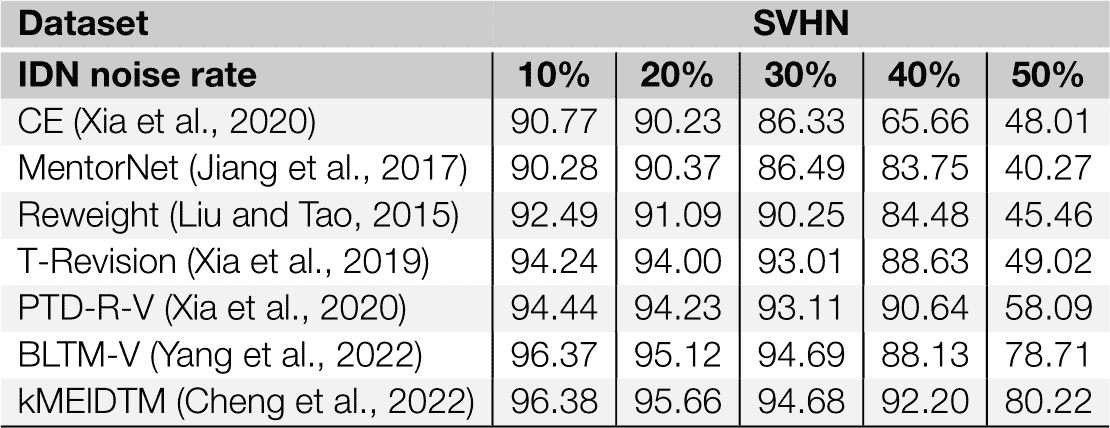 Dataset SVHN
IDN noise rate 10% 20% 30% 40% 50%
CE (Xia et al., 2020) 90.77 90.23 86.33 65.66 48.01
MentorNet (Jiang et al., 2017) 90.28 90.37 86.49 83.75 40.27
Reweight (Liu and Tao, 2015) 92.49 91.09 90.25 84.48 45.46
T-Revision (Xia et al., 2019) 94.24 94.00 93.01 88.63 49.02
PTD-R-V (Xia et al., 2020) 94.44 94.23 93.11 90.64 58.09
BLTM-V (Yang et al., 2022) 96.37 95.12 94.69 88.13 78.71
kMEIDTM (Cheng et al., 2022) 96.38 95.66 94.68 92.20 80.22